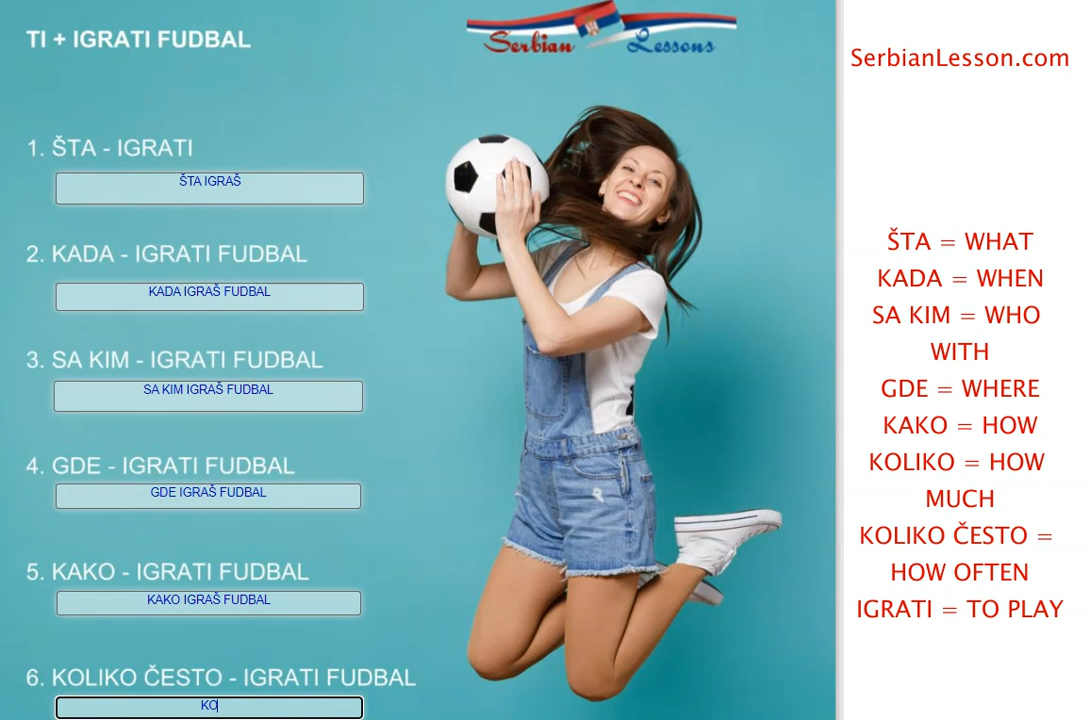 TI + IGRATI FUDBAL
Serbian Lessons
1. ŠTA - IGRATI
ŠTA IGRAŠ
2. KADA - IGRATI FUDBAL
KADA IGRAŠ FUDBAL
3. SA KIM - IGRATI FUDBAL
SA KIM IGRAŠ FUDBAL
4. GDE - IGRATI FUDBAL
GDE IGRAŠ FUDBAL
5. KAKO - IGRATI FUDBAL
KAKO IGRAŠ FUDBAL
6. KOLIKO ČESTO - IGRATI FUDBAL
KO
SerbianLesson.com
ŠTA = WHAT
KADA = WHEN
SA KIM = WHO
WITH
GDE = WHERE
KAKO = HOW
KOLIKO = HOW
MUCH
KOLIKO ČESTO =
HOW OFTEN
IGRATI = TO PLAY